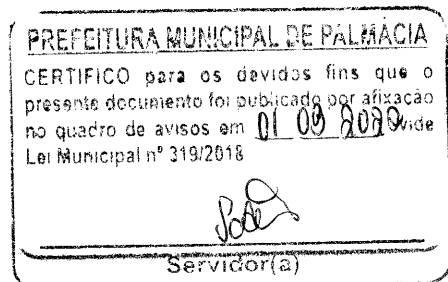 PREFEITURA MUNICIPAL DE PALMÁCIA
CERTIFICO para os devidos fins que o
presente documento foi publicado por afixação
no quadro de avisos em 01 09 2020 vide
Lei Municipal nº 319/2018
Servidor(a)